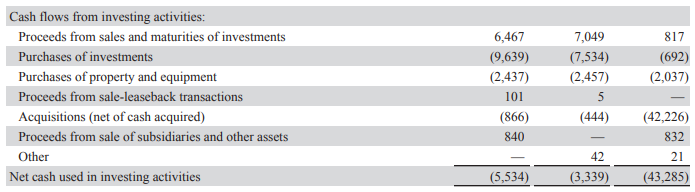 Cash flows from investing activities:
Proceeds from sales and maturities of investments 6,467 7,049 817
Purchases of investments (9,639) (7,534) (692)
Purchases of property and equipment (2,437) (2,457) (2,037)
Proceeds from sale-leaseback transactions 101 5 —
Acquisitions (net of cash acquired) (866) (444) (42,226)
Proceeds from sale of subsidiaries and other assets 840 — 832
Other — 42 21
Net cash used in investing activities (5,534) (3,339) (43,285)